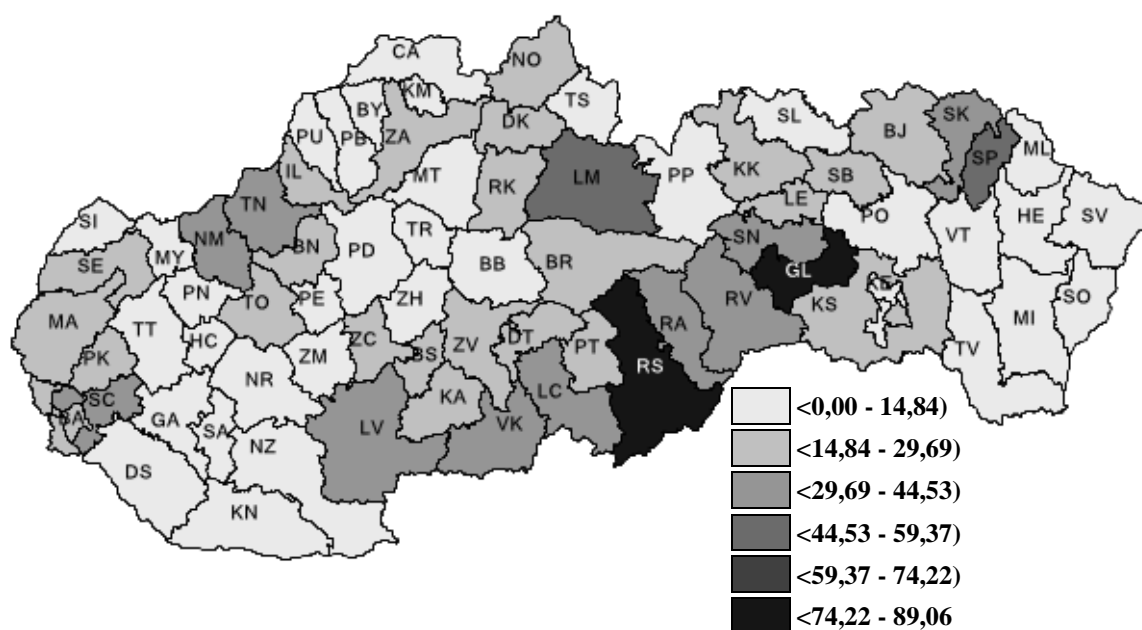 CA
NO
KM
TS
BY
PU
PB
ZA
DK
SL
BJ
SK
SP
ML
IL
MT
RK
LM
PP
KK
SB
LE
SI
TN
NM
MY
BN
PD
TR
BB
BR
SN
PO
VT
HE
SV
SE
PN
TO
PE
ZH
GL
RV
KE
KS
SO
MA
TT
HC
ZM
ZC
BS
ZV
DT
PT
RS
RA
TV
MI
PK
SC
NR
KA
LC
BA
GA
SA
NZ
LV
VK
DS
KN
<0,00 - 14,84)
<14,84 - 29,69)
<29,69 - 44,53)
<44,53 - 59,37)
<59,37 - 74,22)
<74,22 - 89,06